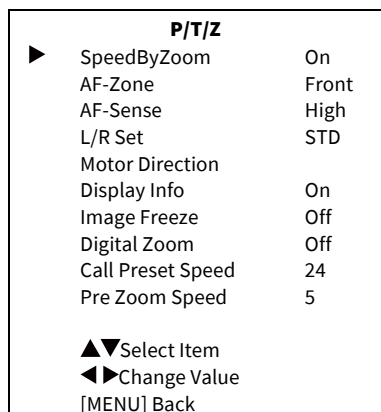 P/T/Z
▶ SpeedByZoom On
AF-Zone Front
AF-Sense High
L/R Set STD
Motor Direction
Display Info On
Image Freeze Off
Digital Zoom Off
Call Preset Speed 24
Pre Zoom Speed 5
▲▼Select Item
◀▶Change Value
[MENU] Back